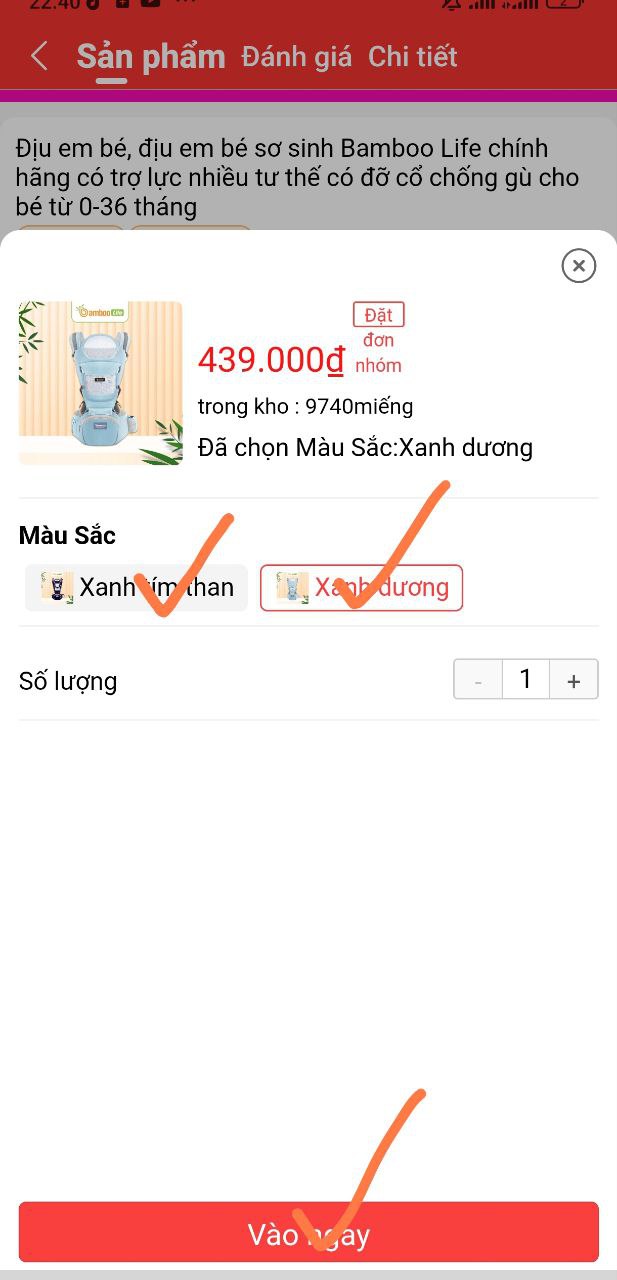 22:40
Sản phẩm Đánh giá Chi tiết
Địu em bé, địu em bé sơ sinh Bamboo Life chính
hãng có trợ lực nhiều tư thế có đỡ cổ chống gù cho
bé từ 0-36 tháng
Bamboo Life
439.000₫
Đặt
đơn
nhóm
trong kho : 9740miếng
Đã chọn Màu Sắc:Xanh dương
Màu Sắc
Xanh tím than
Xanh dương
Số lượng
- 1 +
Vào ngay